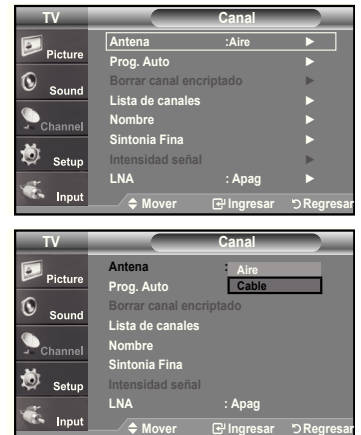 TV Canal
Picture
Sound
Channel
Setup
Input
Antena :Aire ►
Prog. Auto ►
Borrar canal encriptado ►
Lista de canales ►
Nombre ►
Sintonia Fina ►
Intensidad señal ►
LNA : Apag ►
Mover Ingresar Regresar
TV Canal
Picture
Sound
Channel
Setup
Input
Antena : Aire
Prog. Auto Cable
Borrar canal encriptado
Lista de canales
Nombre
Sintonia Fina
Intensidad señal
LNA : Apag
Mover Ingresar Regresar